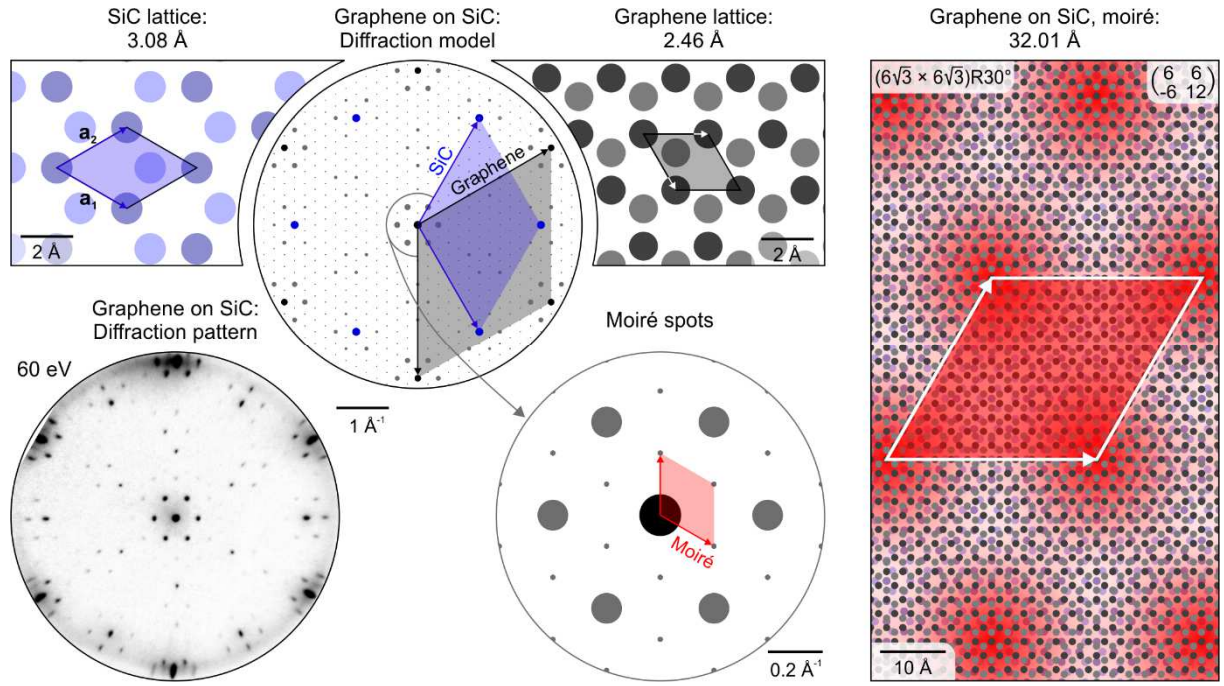 SiC lattice:
3.08 Å
a₂
a₁
2 Å
Graphene on SiC:
Diffraction model
SiC
Graphene
1 Å⁻¹
Graphene lattice:
2.46 Å
2 Å
Graphene on SiC, moiré:
32.01 Å
(6√3 × 6√3)R30°
( 6 6
-6 12 )
10 Å
Graphene on SiC:
Diffraction pattern
60 eV
Moiré spots
Moiré
0.2 Å⁻¹